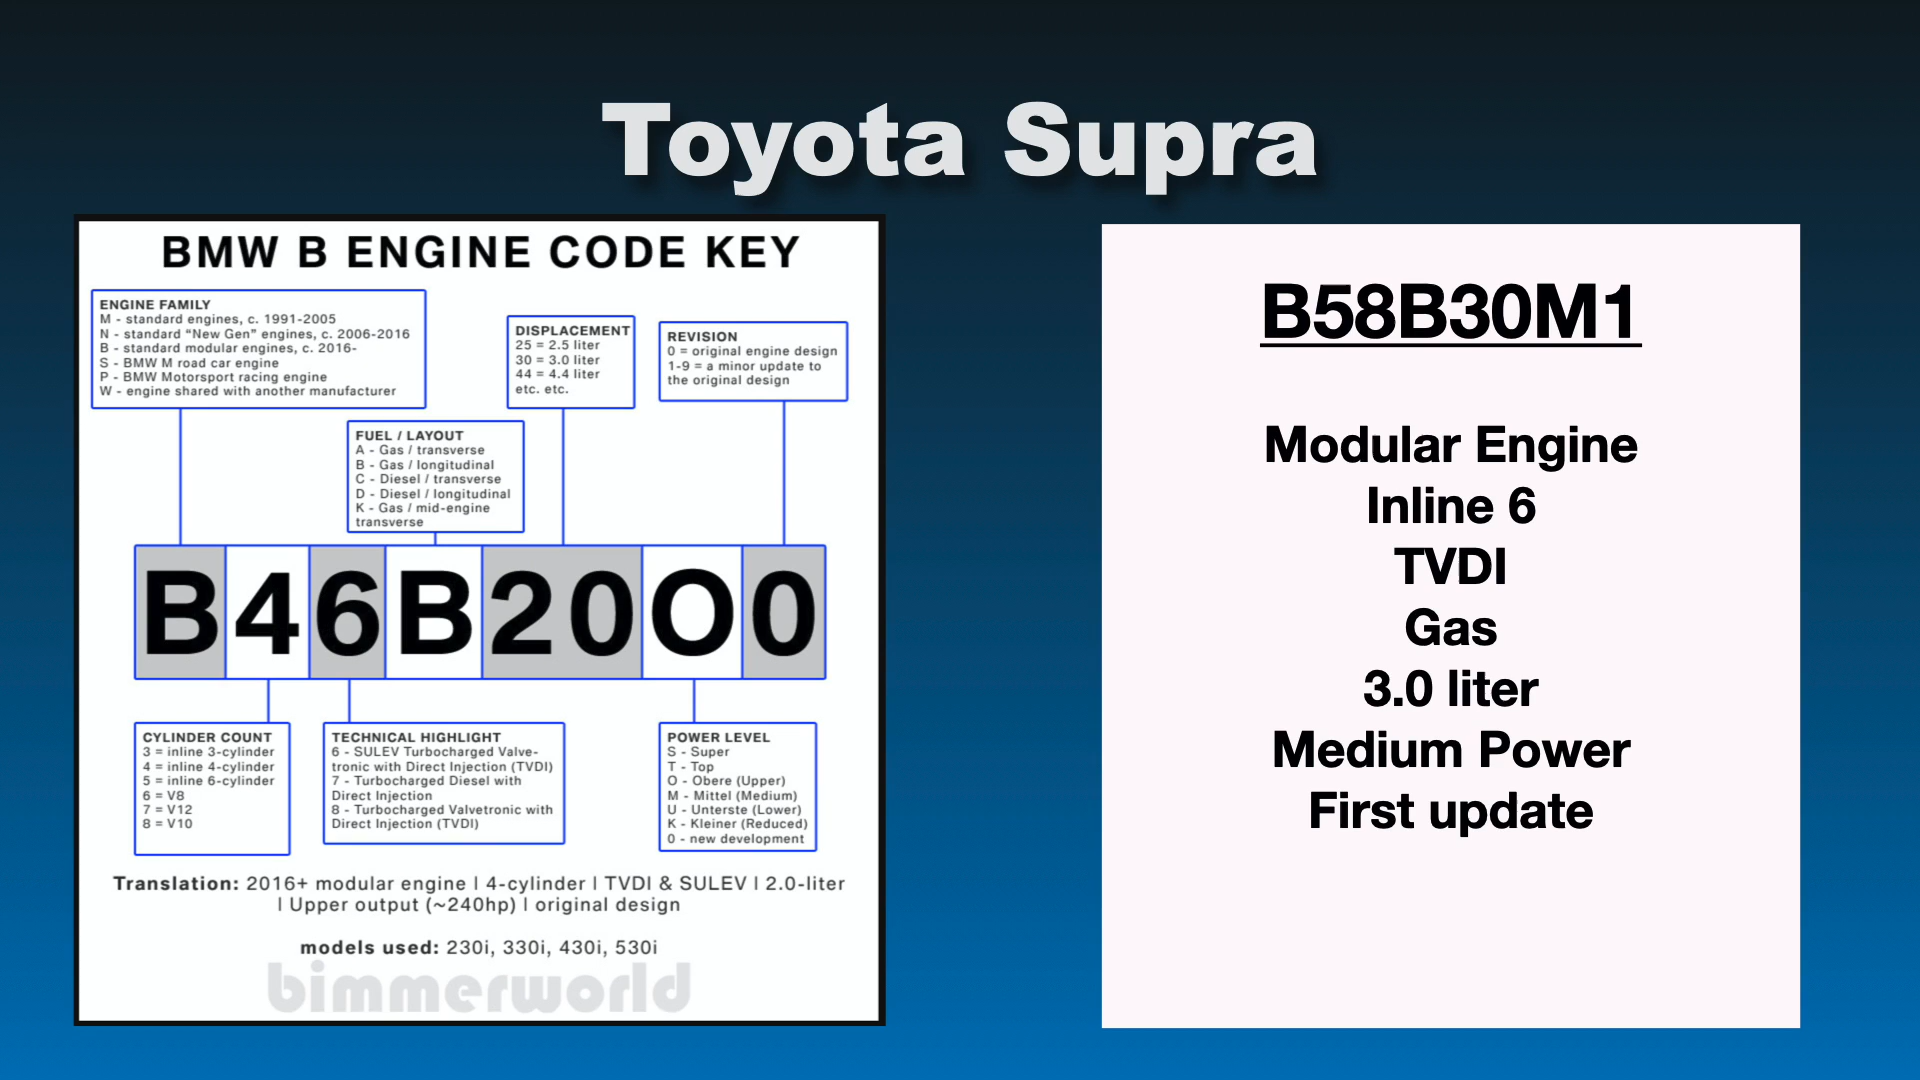 Toyota Supra
BMW B ENGINE CODE KEY
ENGINE FAMILY
M - standard engines, c. 1991-2005
N - standard “New Gen” engines, c. 2006-2016
B - standard modular engines, c. 2016-
S - BMW M road car engine
P - BMW Motorsport racing engine
W - engine shared with another manufacturer
FUEL / LAYOUT
A - Gas / transverse
B - Gas / longitudinal
C - Diesel / transverse
D - Diesel / longitudinal
K - Gas / mid-engine
transverse
DISPLACEMENT
25 = 2.5 liter
30 = 3.0 liter
44 = 4.4 liter
etc. etc.
REVISION
0 = original engine design
1-9 = a minor update to
the original design
B46B20O0
CYLINDER COUNT
3 = inline 3-cylinder
4 = inline 4-cylinder
5 = inline 6-cylinder
6 = V8
7 = V12
8 = V10
TECHNICAL HIGHLIGHT
6 - SULEV Turbocharged Valve-
tronic with Direct Injection (TVDI)
7 - Turbocharged Diesel with
Direct Injection
8 - Turbocharged Valvetronic with
Direct Injection (TVDI)
POWER LEVEL
S - Super
T - Top
O - Obere (Upper)
M - Mittel (Medium)
U - Unterste (Lower)
K - Kleiner (Reduced)
0 - new development
Translation: 2016+ modular engine | 4-cylinder | TVDI & SULEV | 2.0-liter
| Upper output (~240hp) | original design
models used: 230i, 330i, 430i, 530i
bimmerworld
B58B30M1
Modular Engine
Inline 6
TVDI
Gas
3.0 liter
Medium Power
First update